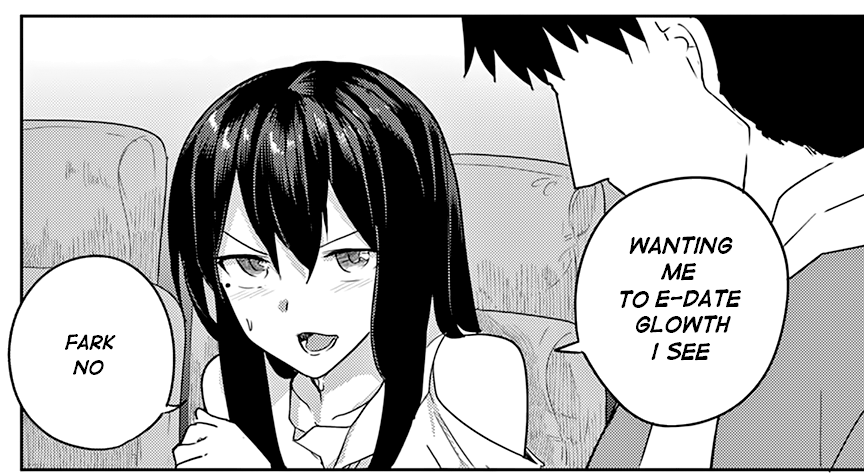 WANTING
ME
TO E-DATE
GLOWTH
I SEE
FARK
NO